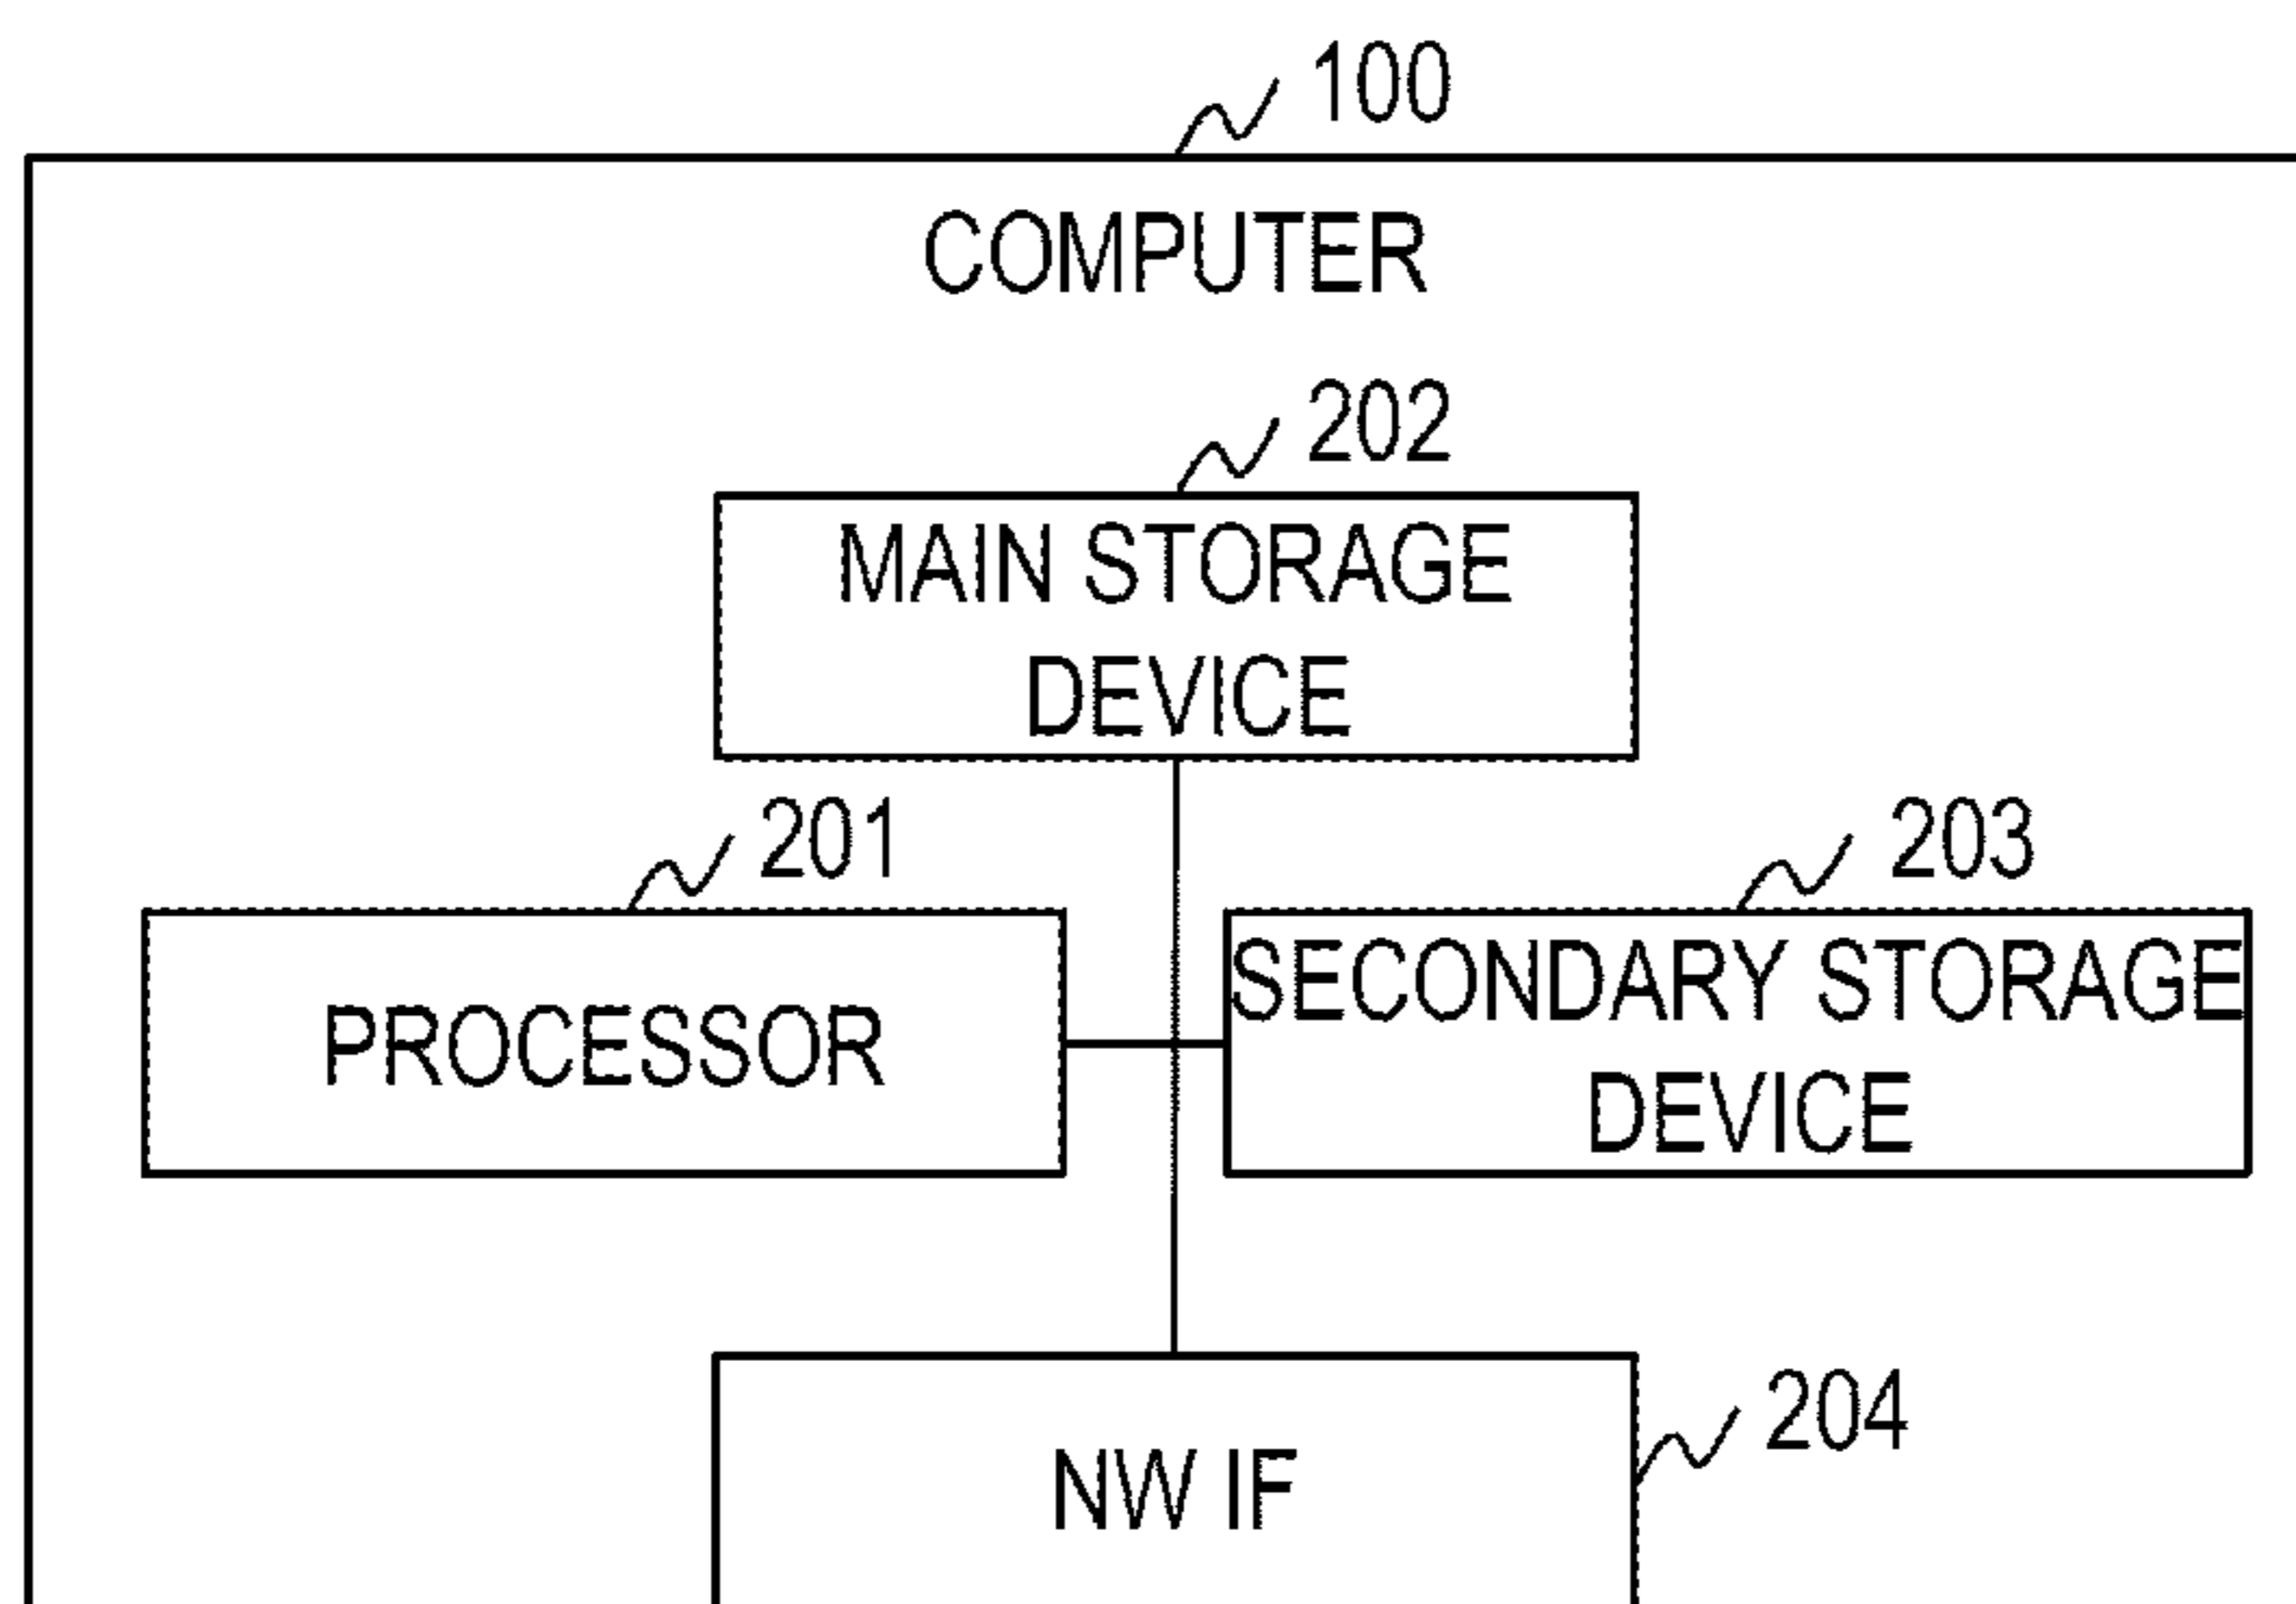 100
COMPUTER
202
MAIN STORAGE
DEVICE
201
203
PROCESSOR
SECONDARY STORAGE
DEVICE
204
NW IF